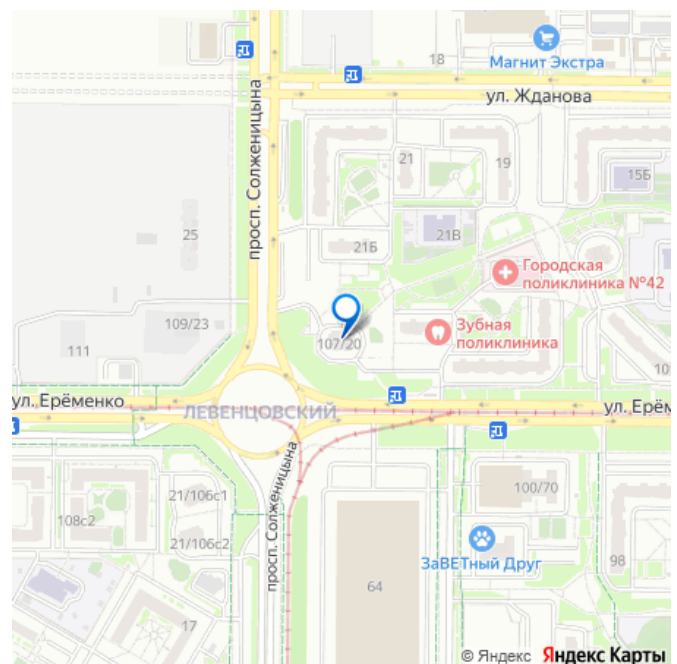 18
Магнит Экстра
ул. Жданова
просп. Солженицына
21
19
15Б
25
21В
21Б
Городская
поликлиника №42
109/23
Зубная
поликлиника
107/20
111
10
ул. Ерёменко
ЛЕВЕНЦОВСКИЙ
ул. Ерём
просп. Солженицына
21/106с1
100/70
108с2
21/106с2
ЗаВЕТный Друг
98
64
17
© Яндекс Яндекс Карты